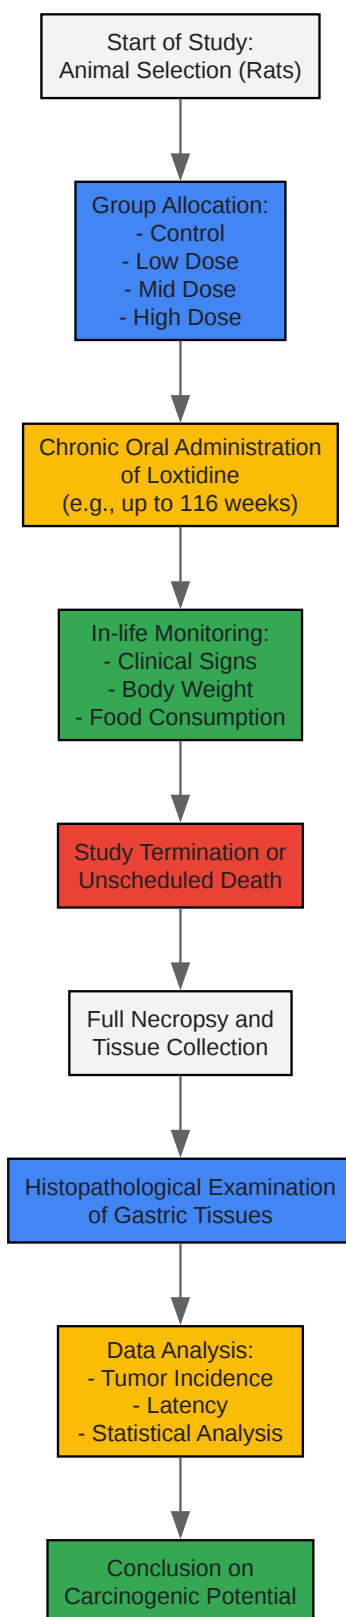 Start of Study:
Animal Selection (Rats)
Group Allocation:
- Control
- Low Dose
- Mid Dose
- High Dose
Chronic Oral Administration
of Loxtidine
(e.g., up to 116 weeks)
In-life Monitoring:
- Clinical Signs
- Body Weight
- Food Consumption
Study Termination or
Unscheduled Death
Full Necropsy and
Tissue Collection
Histopathological Examination
of Gastric Tissues
Data Analysis:
- Tumor Incidence
- Latency
- Statistical Analysis
Conclusion on
Carcinogenic Potential